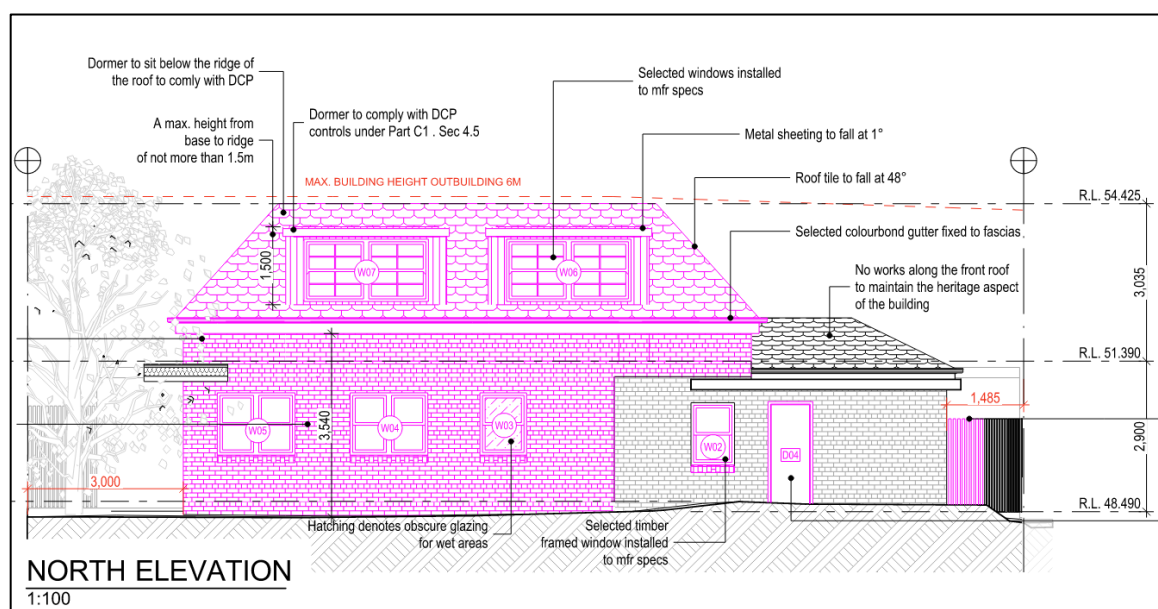 Dormer to sit below the ridge of
the roof to comly with DCP
Selected windows installed
to mfr specs
Dormer to comply with DCP
controls under Part C1 . Sec 4.5
A max. height from
base to ridge
of not more than 1.5m
Metal sheeting to fall at 1°
MAX. BUILDING HEIGHT OUTBUILDING 6M
Roof tile to fall at 48°
R.L. 54.425
Selected colourbond gutter fixed to fascias
1,500
W07
W06
No works along the front roof
to maintain the heritage aspect
of the building
3,035
R.L. 51.390
1,485
3,540
W05
W04
W03
W02
D04
2,900
3,000
R.L. 48.490
Hatching denotes obscure glazing
for wet areas
Selected timber
framed window installed
to mfr specs
NORTH ELEVATION
1:100